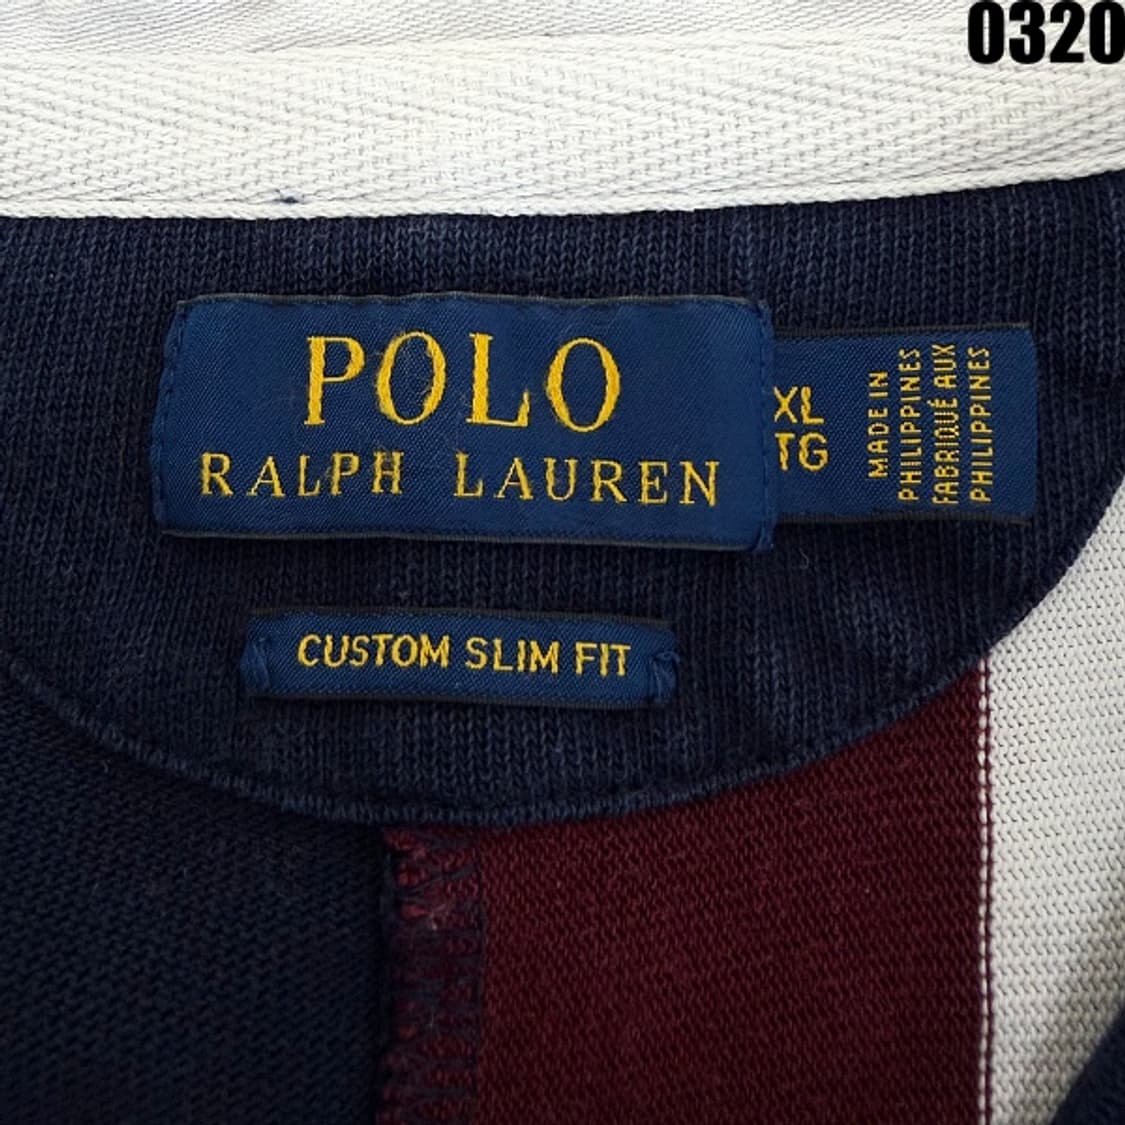 0320
POLO
RALPH LAUREN
XL
TG
MADE IN
PHILIPPINES
FABRIQUÉ AUX
PHILIPPINES
CUSTOM SLIM FIT